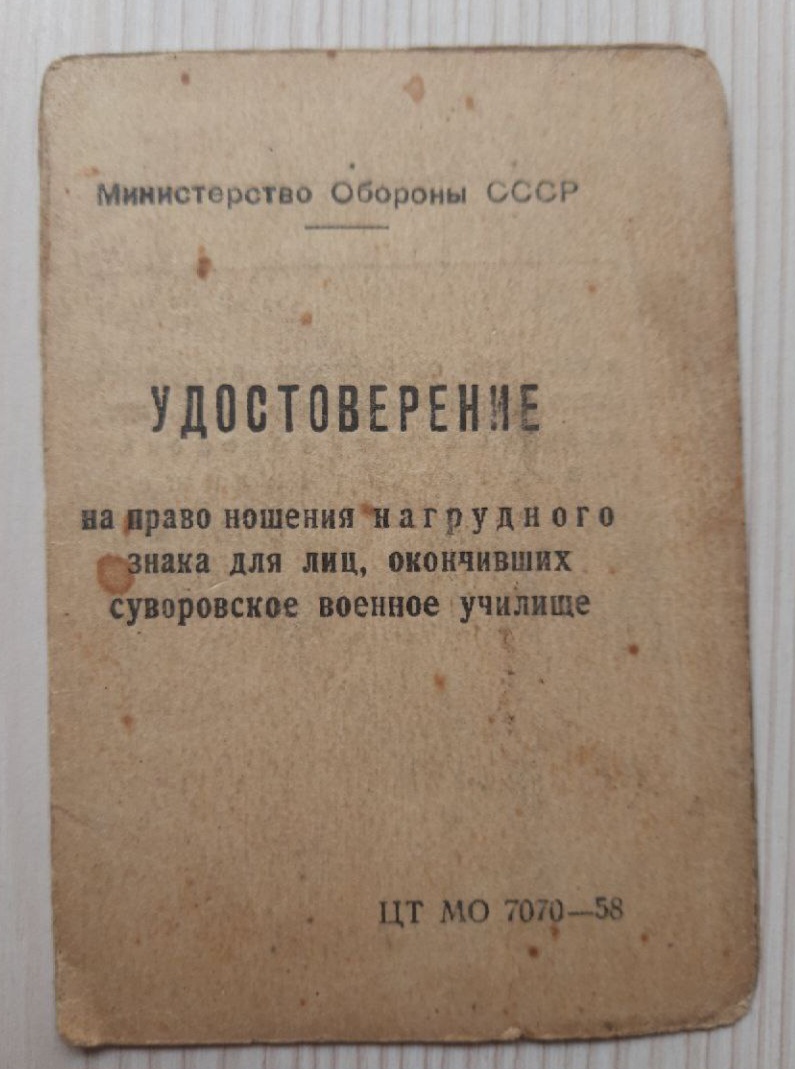 Министерство Обороны СССР
УДОСТОВЕРЕНИЕ
на право ношения нагрудного
знака для лиц, окончивших
суворовское военное училище
ЦТ МО 7070—58